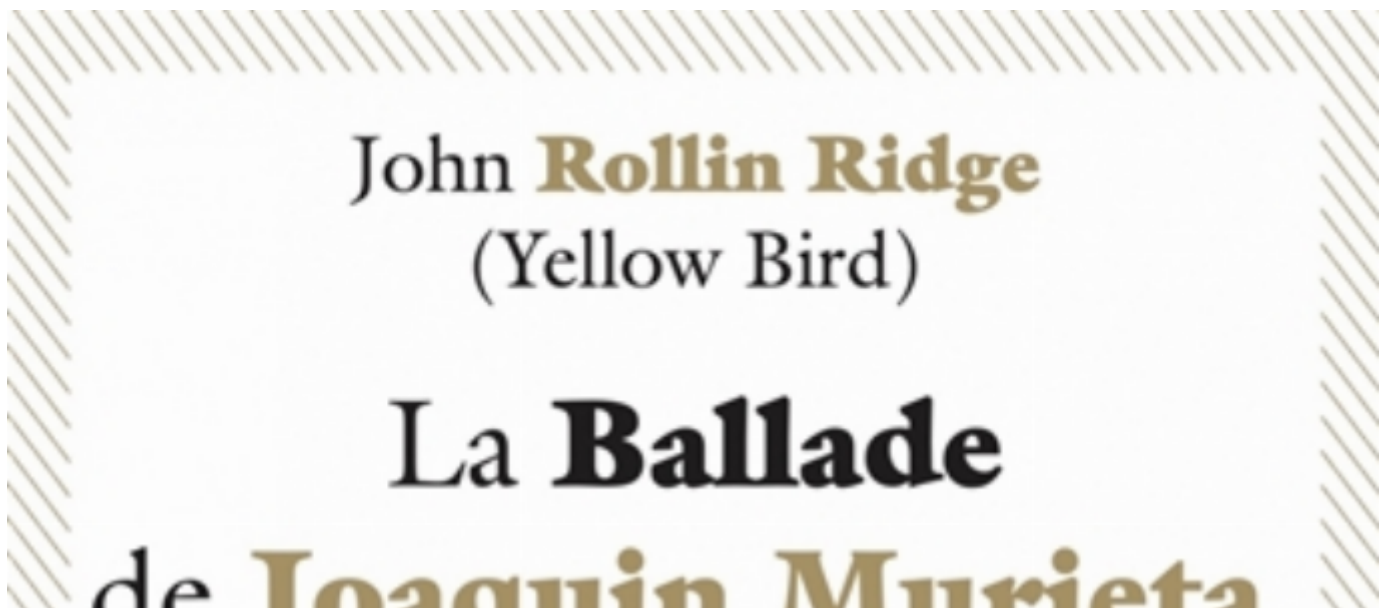 John Rollin Ridge
(Yellow Bird)
La Ballade
de Joaquin Murieta